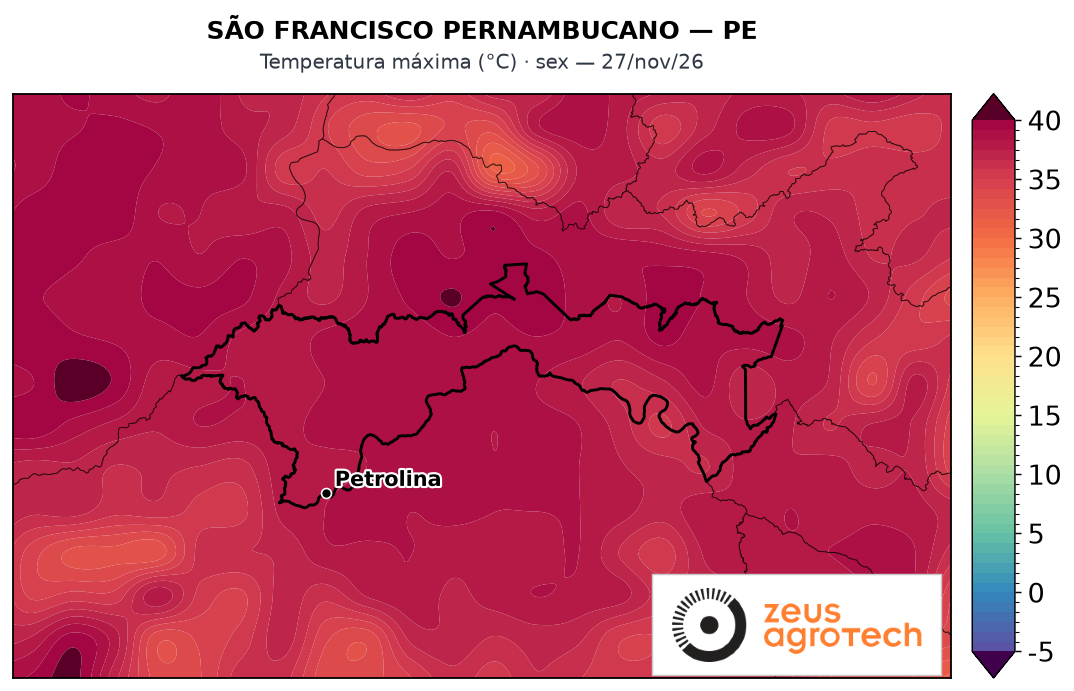 SÃO FRANCISCO PERNAMBUCANO — PE
Temperatura máxima (°C) · sex — 27/nov/26
Petrolina
40
35
30
25
20
15
10
5
0
-5
zeus
agrotech